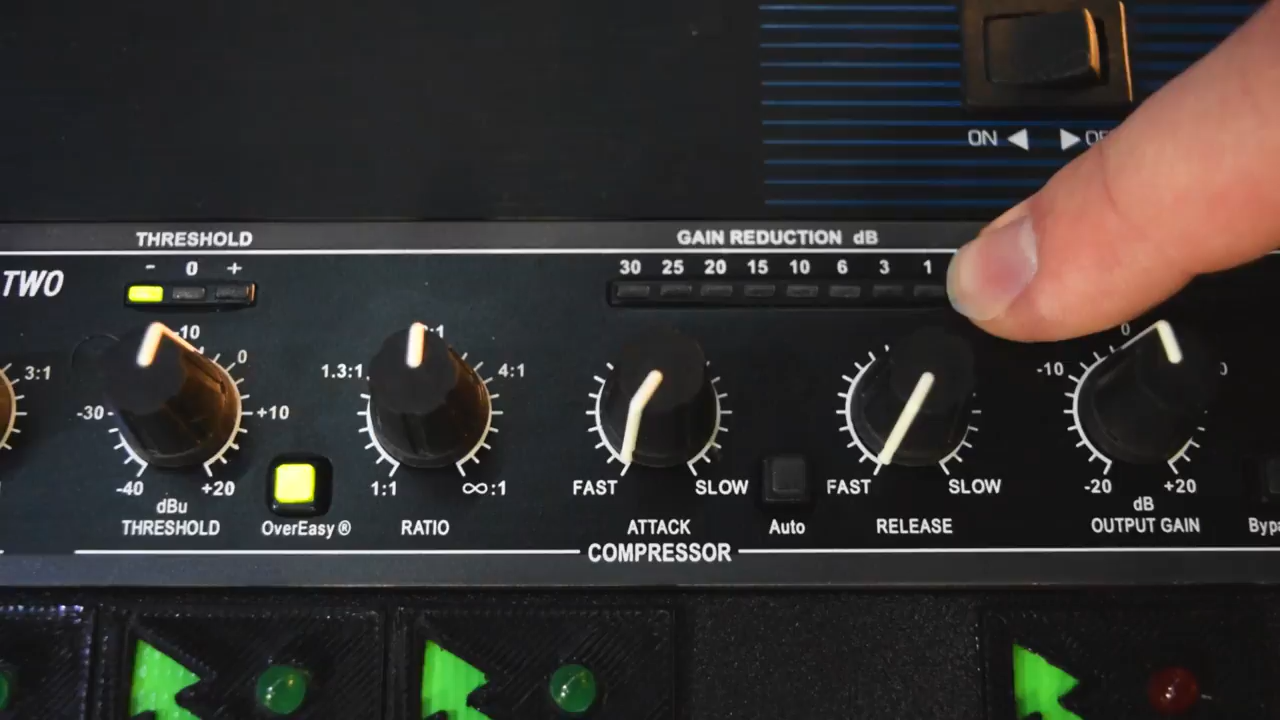 ON
THRESHOLD
GAIN REDUCTION dB
TWO
- 0 +
30 25 20 15 10 6 3 1
-10
0
0
3:1
1.3:1
4:1
-10
-30
+10
-40
+20
1:1
∞:1
FAST
SLOW
FAST
SLOW
-20
+20
dBu
dB
THRESHOLD
OverEasy®
RATIO
ATTACK
Auto
RELEASE
OUTPUT GAIN
COMPRESSOR